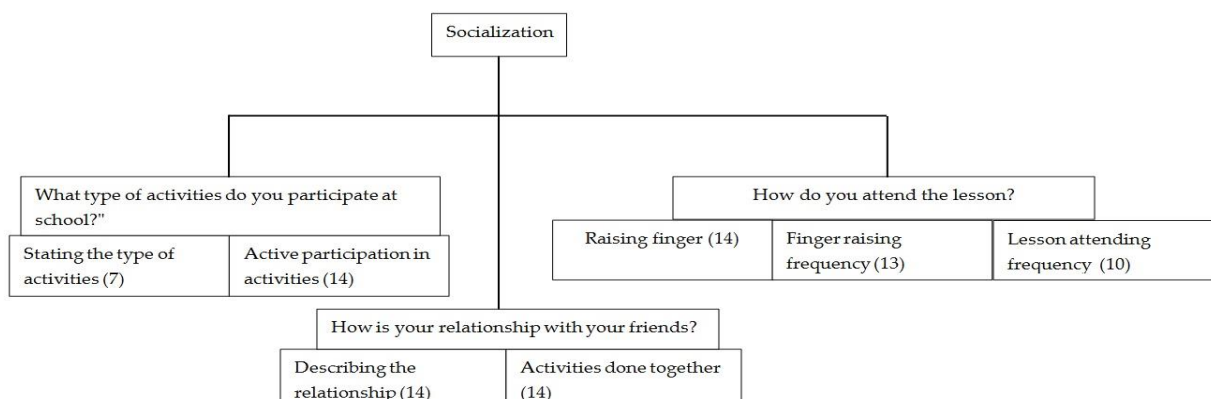 Socialization
What type of activities do you participate at
school?"
Stating the type of
activities (7)
Active participation in
activities (14)
How do you attend the lesson?
Raising finger (14)
Finger raising
frequency (13)
Lesson attending
frequency (10)
How is your relationship with your friends?
Describing the
relationship (14)
Activities done together
(14)